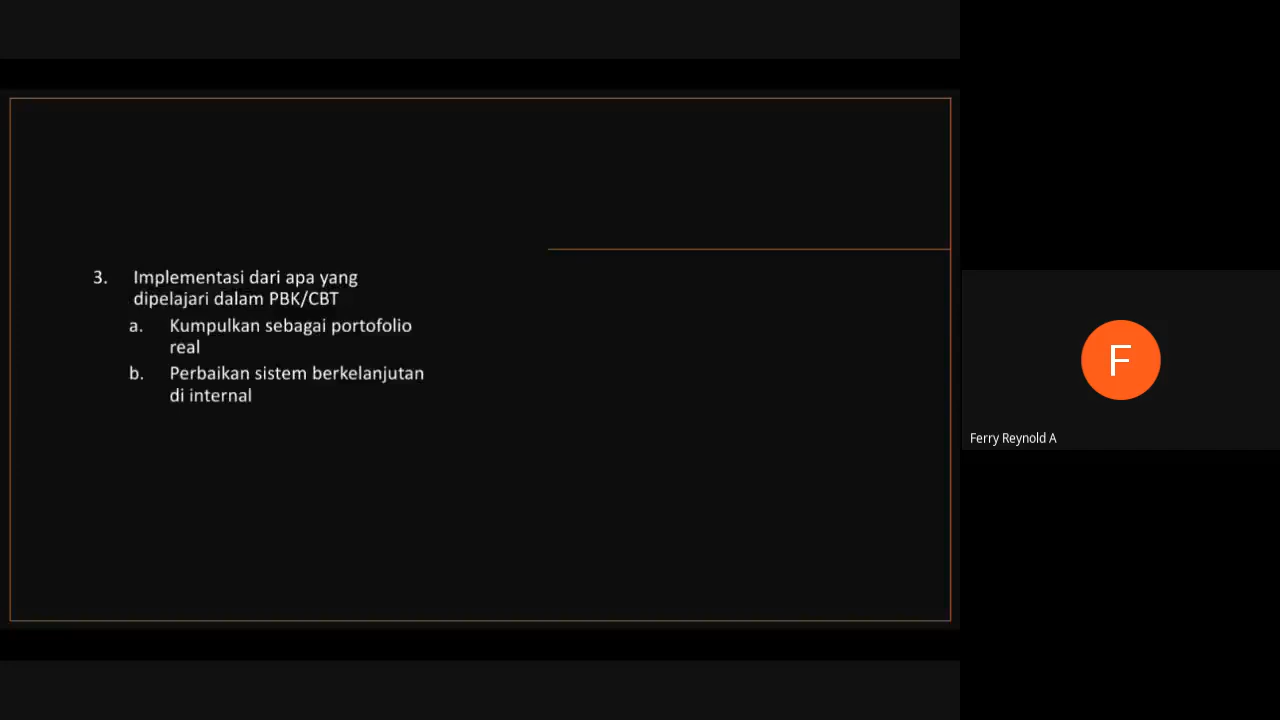 3. Implementasi dari apa yang
dipelajari dalam PBK/CBT
a. Kumpulkan sebagai portofolio
real
b. Perbaikan sistem berkelanjutan
di internal
F
Ferry Reynold A